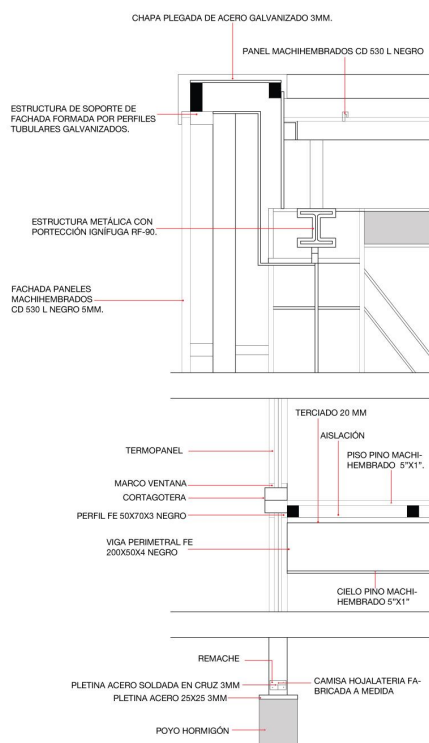 CHAPA PLEGADA DE ACERO GALVANIZADO 3MM.
PANEL MACHIHEMBRADOS CD 530 L NEGRO
ESTRUCTURA DE SOPORTE DE
FACHADA FORMADA POR PERFILES
TUBULARES GALVANIZADOS.
ESTRUCTURA METÁLICA CON
PORTECCIÓN IGNÍFUGA RF-90.
FACHADA PANELES
MACHIHEMBRADOS
CD 530 L NEGRO 5MM.
TERCIADO 20 MM
AISLACIÓN
TERMOPANEL
PISO PINO MACHI-
HEMBRADO 5"X1".
MARCO VENTANA
CORTAGOTERA
PERFIL FE 50X70X3 NEGRO
VIGA PERIMETRAL FE
200X50X4 NEGRO
CIELO PINO MACHI-
HEMBRADO 5"X1"
REMACHE
PLETINA ACERO SOLDADA EN CRUZ 3MM
CAMISA HOJALATERIA FA-
BRICADA A MEDIDA
PLETINA ACERO 25X25 3MM
POYO HORMIGÓN